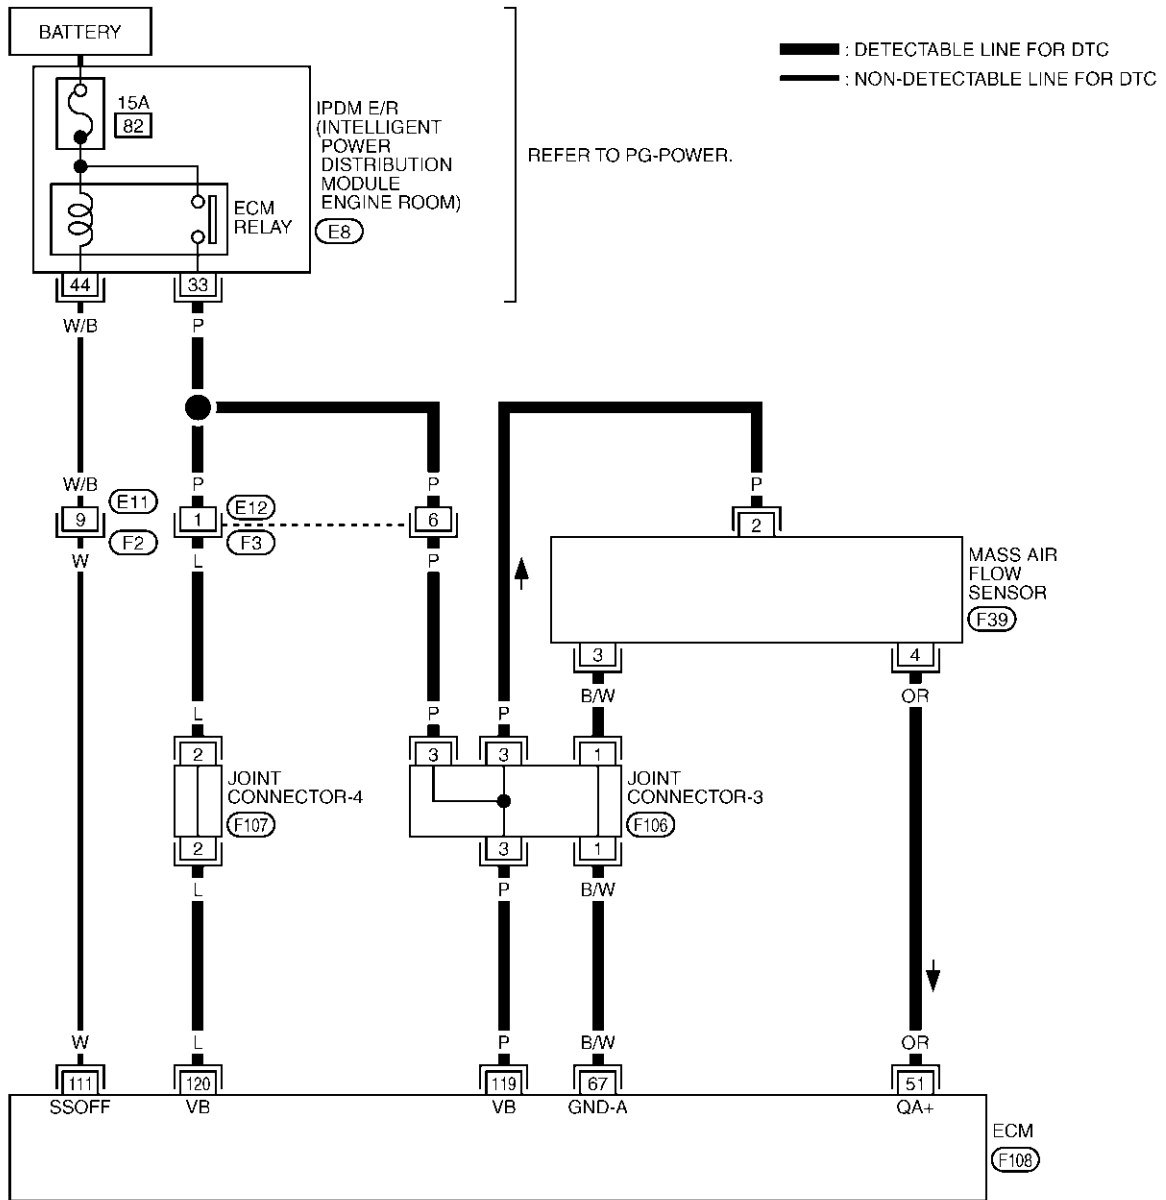 BATTERY
: DETECTABLE LINE FOR DTC
: NON-DETECTABLE LINE FOR DTC
15A
82
IPDM E/R
(INTELLIGENT
POWER
DISTRIBUTION
MODULE
ENGINE ROOM)
E8
REFER TO PG-POWER.
ECM
RELAY
44 33
W/B P
W/B P P P
9 E11 F2 1 E12 F3 6 2
W L P
MASS AIR
FLOW
SENSOR
F39
3 4
B/W OR
L P P
2 3 3 1
JOINT
CONNECTOR-4
F107
JOINT
CONNECTOR-3
F106
2 3 1
L P B/W
W L P B/W OR
111 120 119 67 51
SSOFF VB VB GND-A QA+
ECM
F108